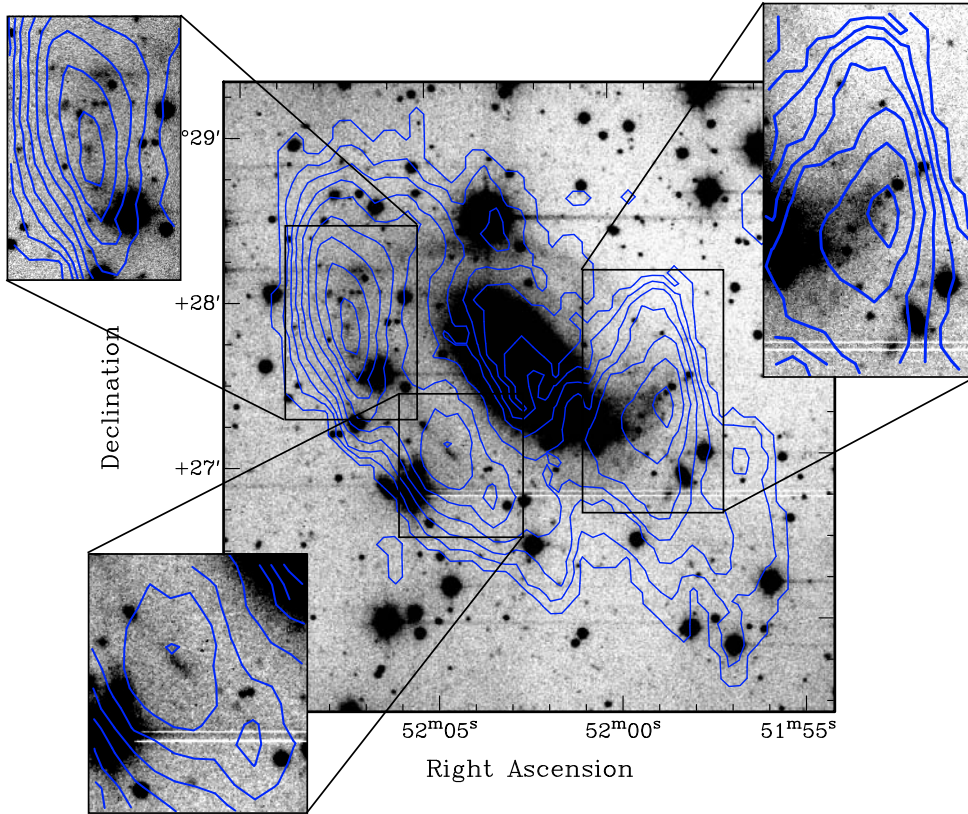 °29′
+28′
+27′
Declination
52ᵐ05ˢ
52ᵐ00ˢ
51ᵐ55ˢ
Right Ascension